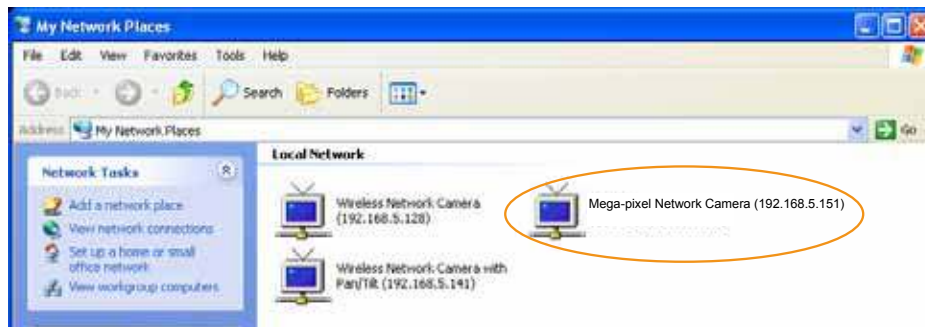 My Network Places
File Edit View Favorites Tools Help
Back Search Folders
Address My Network Places Go
Network Tasks
Add a network place
View network connections
Set up a home or small
office network
View workgroup computers
Local Network
Wireless Network Camera
(192.168.5.128)
Mega-pixel Network Camera (192.168.5.151)
Wireless Network Camera with
Pan/Tilt (192.168.5.141)